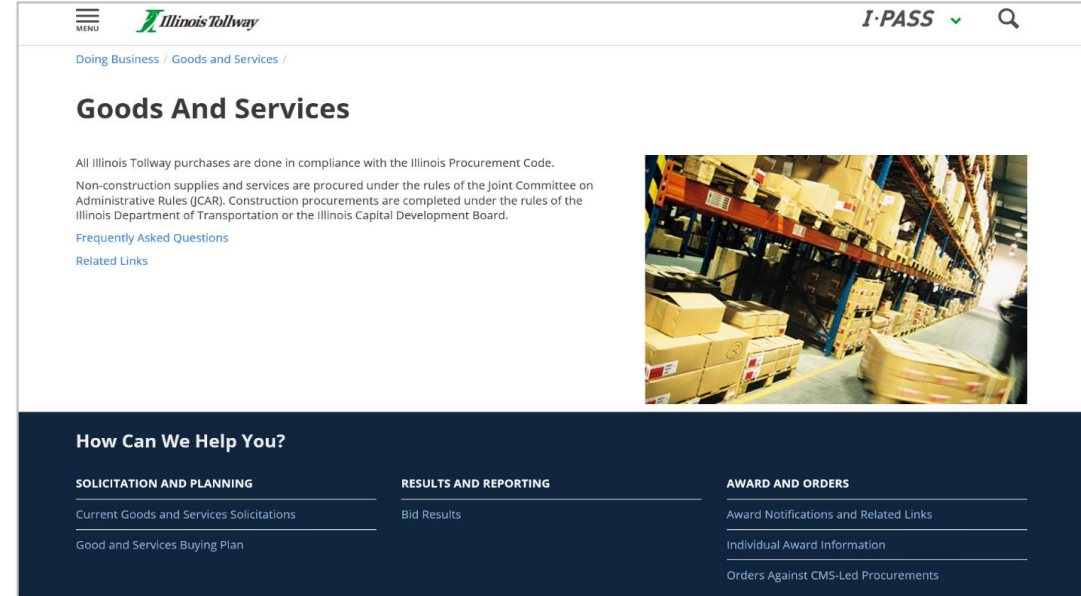 MENU
Illinois Tollway
I·PASS
Doing Business / Goods and Services /
Goods And Services
All Illinois Tollway purchases are done in compliance with the Illinois Procurement Code.
Non-construction supplies and services are procured under the rules of the Joint Committee on
Administrative Rules (JCAR). Construction procurements are completed under the rules of the
Illinois Department of Transportation or the Illinois Capital Development Board.
Frequently Asked Questions
Related Links
How Can We Help You?
SOLICITATION AND PLANNING
Current Goods and Services Solicitations
Good and Services Buying Plan
RESULTS AND REPORTING
Bid Results
AWARD AND ORDERS
Award Notifications and Related Links
Individual Award Information
Orders Against CMS-Led Procurements